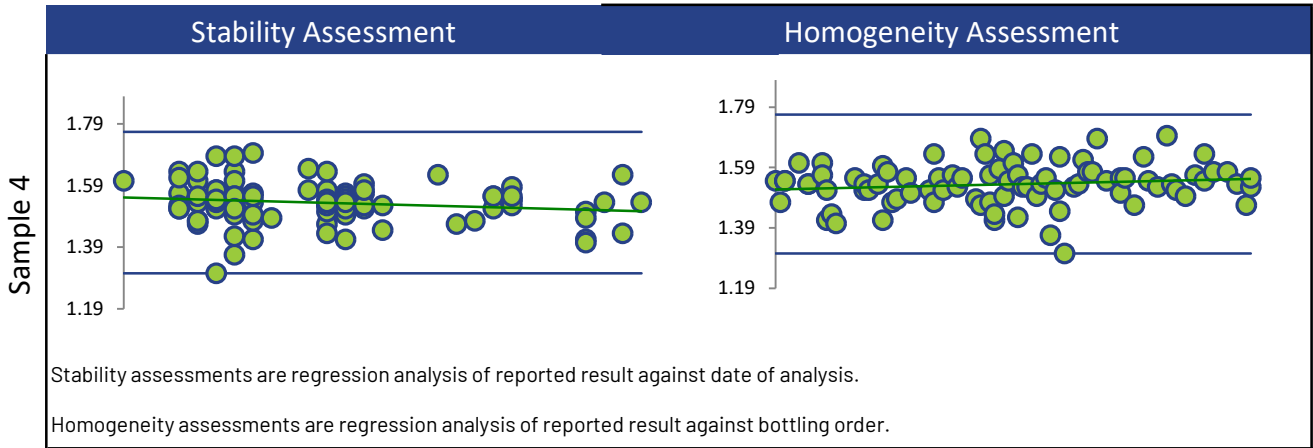 Stability Assessment
Homogeneity Assessment
Sample 4
1.79
1.59
1.39
1.19
1.79
1.59
1.39
1.19
Stability assessments are regression analysis of reported result against date of analysis.
Homogeneity assessments are regression analysis of reported result against bottling order.